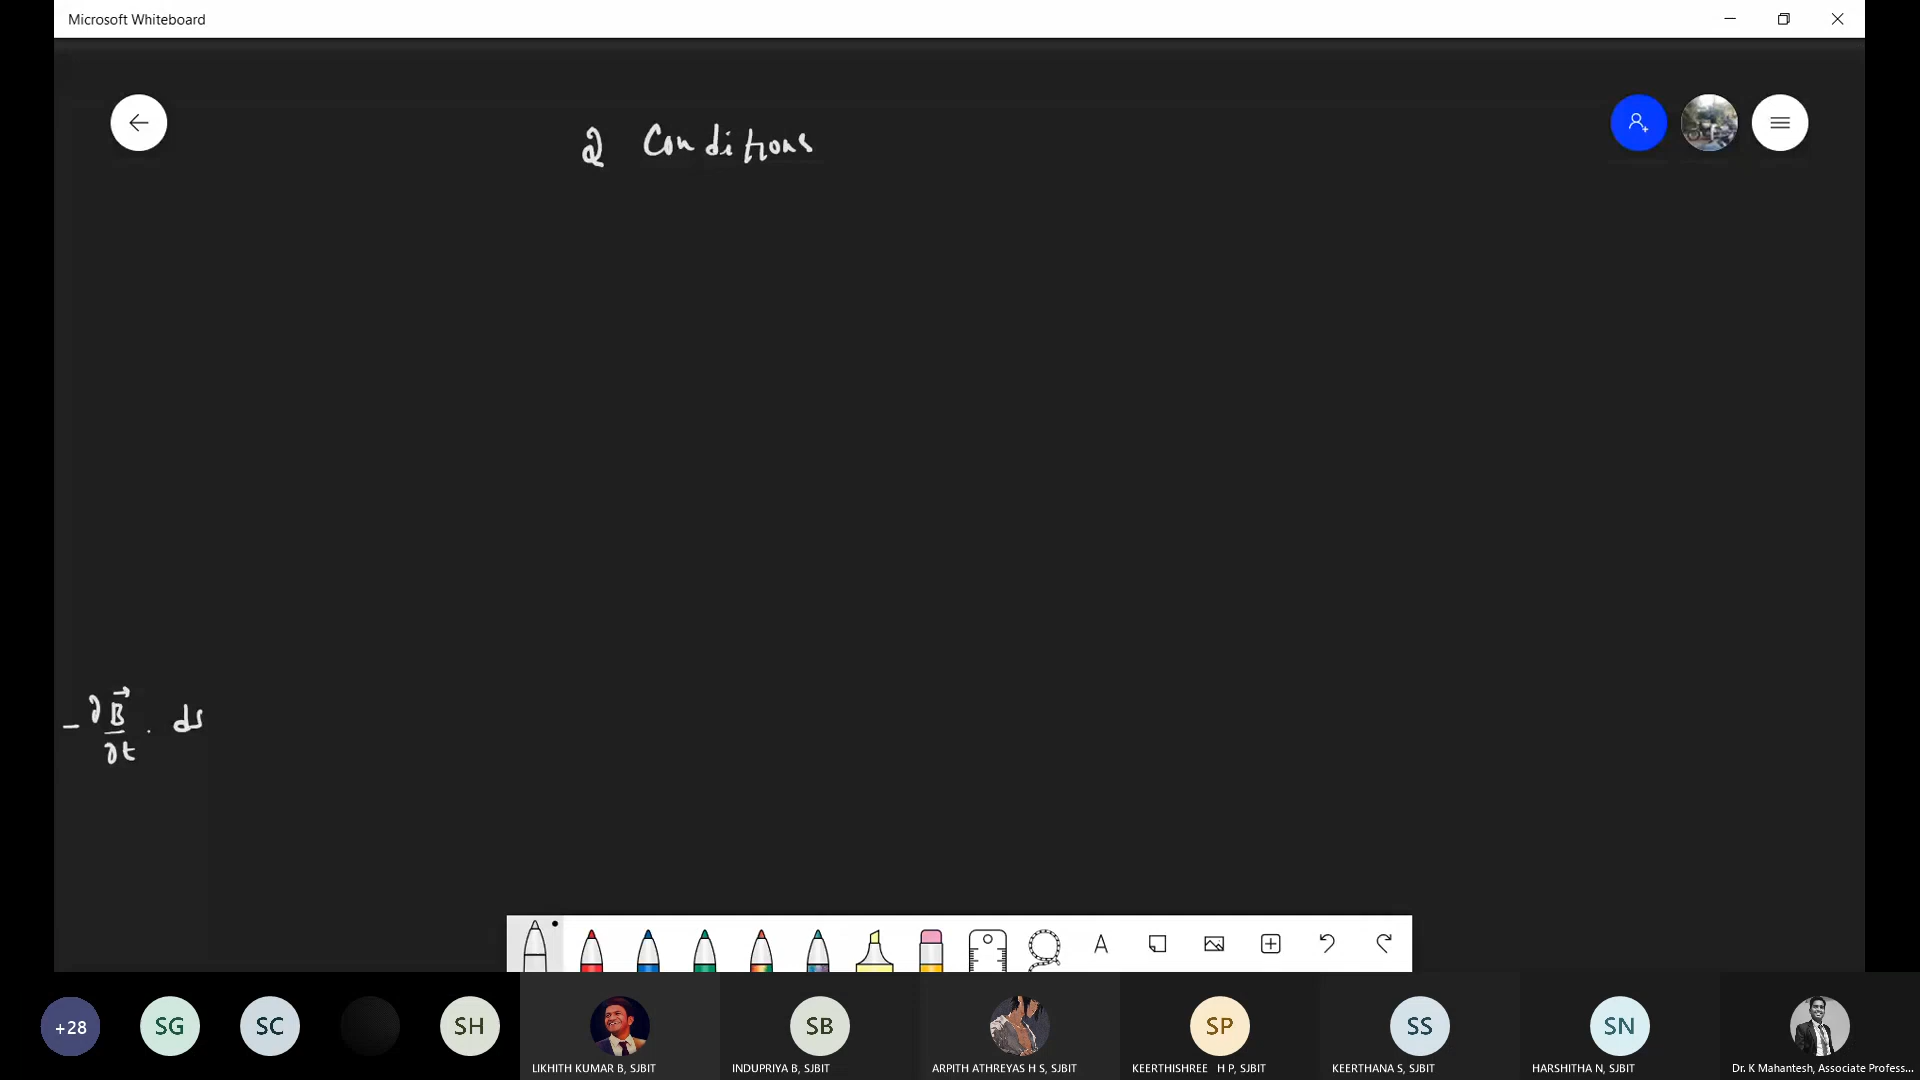 Microsoft Whiteboard
2 Conditions
- ∂B⃗/∂t . ds
+28
SG
SC
SH
SB
SP
SS
SN
LIKHITH KUMAR B, SJBIT
INDUPRIYA B, SJBIT
ARPITH ATHREYAS H S, SJBIT
KEERTHISHREE H P, SJBIT
KEERTHANA S, SJBIT
HARSHITHA N, SJBIT
Dr. K Mahantesh, Associate Profess...